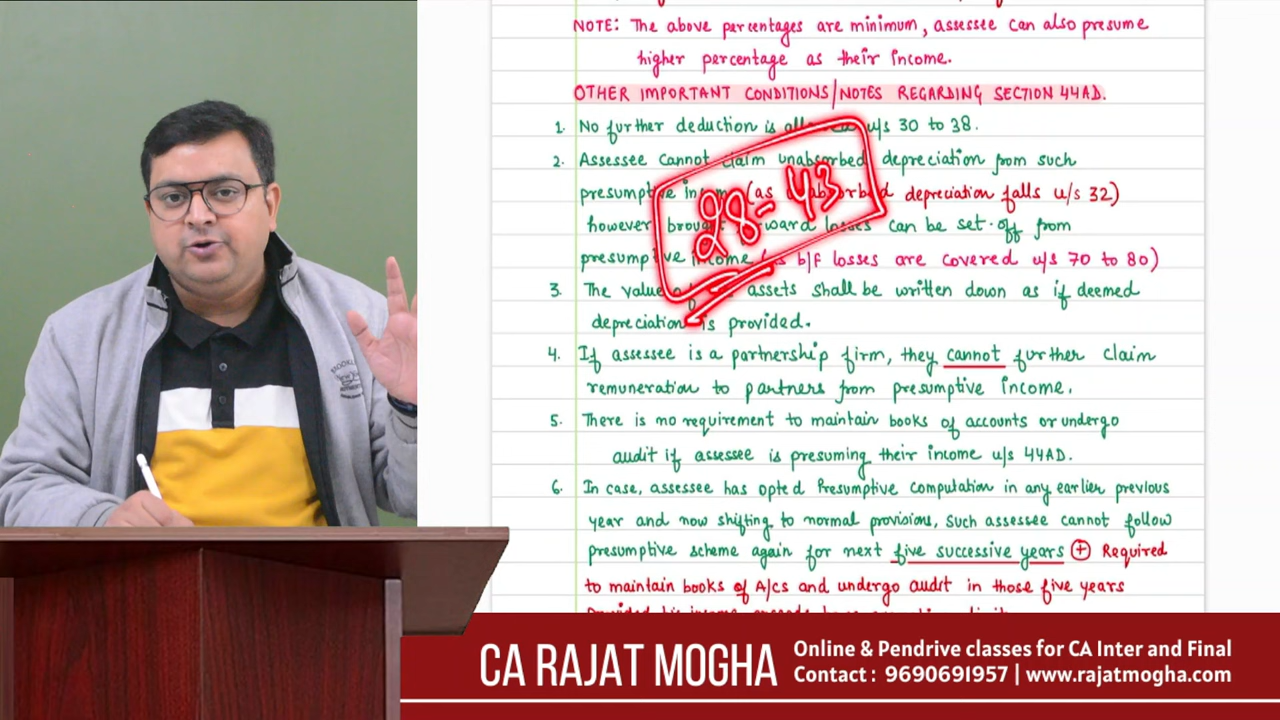 NOTE: The above percentages are minimum, assessee can also presume
higher percentage as their income.
OTHER IMPORTANT CONDITIONS/NOTES REGARDING SECTION 44AD.
1. No further deduction is allowed u/s 30 to 38.
2. Assessee cannot claim unabsorbed depreciation from such
presumptive income (as unabsorbed depreciation falls u/s 32)
however brought forward losses can be set-off from
presumptive income (as b/F losses are covered u/s 70 to 80)
28-43
3. The value of assets shall be written down as if deemed
depreciation is provided.
4. If assessee is a partnership firm, they cannot further claim
remuneration to partners from presumptive income.
5. There is no requirement to maintain books of accounts or undergo
audit if assessee is presuming their income u/s 44AD.
6. In case, assessee has opted Presumptive computation in any earlier previous
year and now shifting to normal provisions, such assessee cannot follow
presumptive scheme again for next five successive years + Required
to maintain books of A/cs and undergo audit in those five years
CA RAJAT MOGHA
Online & Pendrive classes for CA Inter and Final
Contact : 9690691957 | www.rajatmogha.com